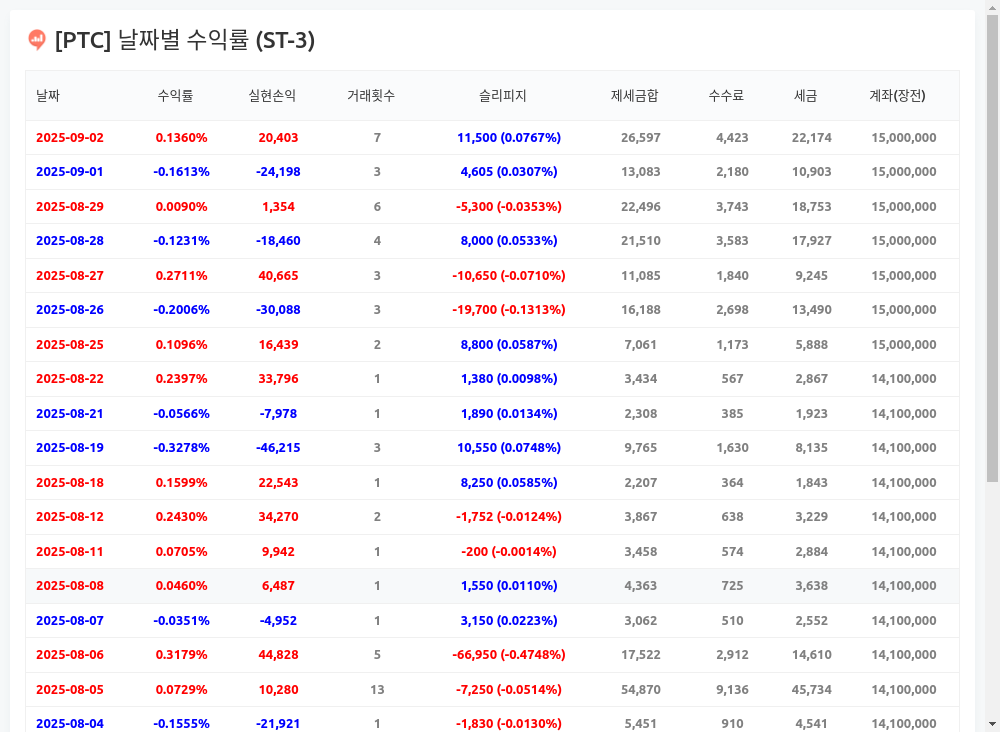 [PTC] 날짜별 수익률 (ST-3)
날짜 수익률 실현손익 거래횟수 슬리피지 제세금합 수수료 세금 계좌(장전)
2025-09-02 0.1360% 20,403 7 11,500 (0.0767%) 26,597 4,423 22,174 15,000,000
2025-09-01 -0.1613% -24,198 3 4,605 (0.0307%) 13,083 2,180 10,903 15,000,000
2025-08-29 0.0090% 1,354 6 -5,300 (-0.0353%) 22,496 3,743 18,753 15,000,000
2025-08-28 -0.1231% -18,460 4 8,000 (0.0533%) 21,510 3,583 17,927 15,000,000
2025-08-27 0.2711% 40,665 3 -10,650 (-0.0710%) 11,085 1,840 9,245 15,000,000
2025-08-26 -0.2006% -30,088 3 -19,700 (-0.1313%) 16,188 2,698 13,490 15,000,000
2025-08-25 0.1096% 16,439 2 8,800 (0.0587%) 7,061 1,173 5,888 15,000,000
2025-08-22 0.2397% 33,796 1 1,380 (0.0098%) 3,434 567 2,867 14,100,000
2025-08-21 -0.0566% -7,978 1 1,890 (0.0134%) 2,308 385 1,923 14,100,000
2025-08-19 -0.3278% -46,215 3 10,550 (0.0748%) 9,765 1,630 8,135 14,100,000
2025-08-18 0.1599% 22,543 1 8,250 (0.0585%) 2,207 364 1,843 14,100,000
2025-08-12 0.2430% 34,270 2 -1,752 (-0.0124%) 3,867 638 3,229 14,100,000
2025-08-11 0.0705% 9,942 1 -200 (-0.0014%) 3,458 574 2,884 14,100,000
2025-08-08 0.0460% 6,487 1 1,550 (0.0110%) 4,363 725 3,638 14,100,000
2025-08-07 -0.0351% -4,952 1 3,150 (0.0223%) 3,062 510 2,552 14,100,000
2025-08-06 0.3179% 44,828 5 -66,950 (-0.4748%) 17,522 2,912 14,610 14,100,000
2025-08-05 0.0729% 10,280 13 -7,250 (-0.0514%) 54,870 9,136 45,734 14,100,000
2025-08-04 -0.1555% -21,921 1 -1,830 (-0.0130%) 5,451 910 4,541 14,100,000